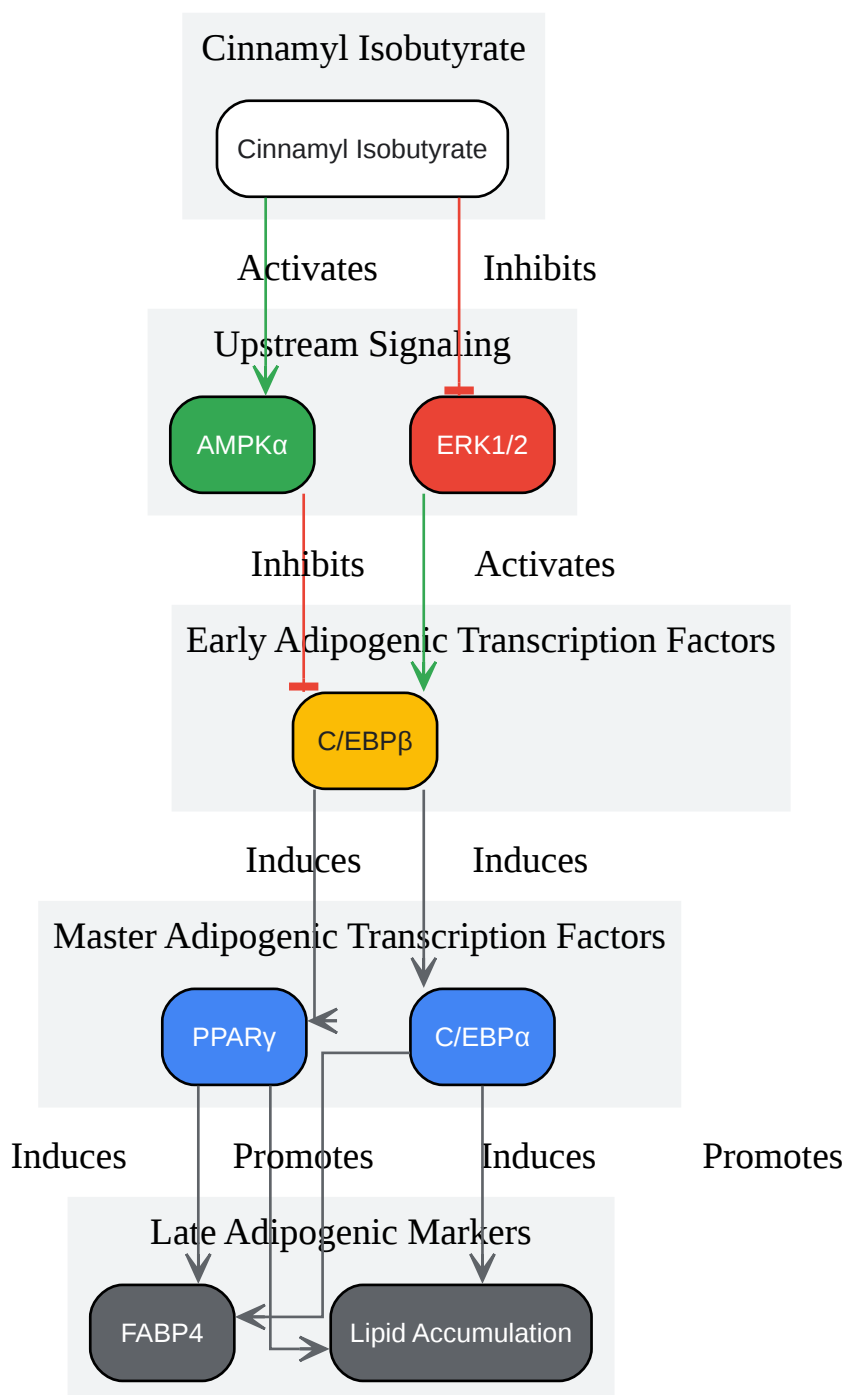 Cinnamyl Isobutyrate
Cinnamyl Isobutyrate
Activates
Inhibits
Upstream Signaling
AMPKα
ERK1/2
Inhibits
Activates
Early Adipogenic Transcription Factors
C/EBPβ
Induces
Induces
Master Adipogenic Transcription Factors
PPARγ
C/EBPα
Induces
Promotes
Induces
Promotes
Late Adipogenic Markers
FABP4
Lipid Accumulation